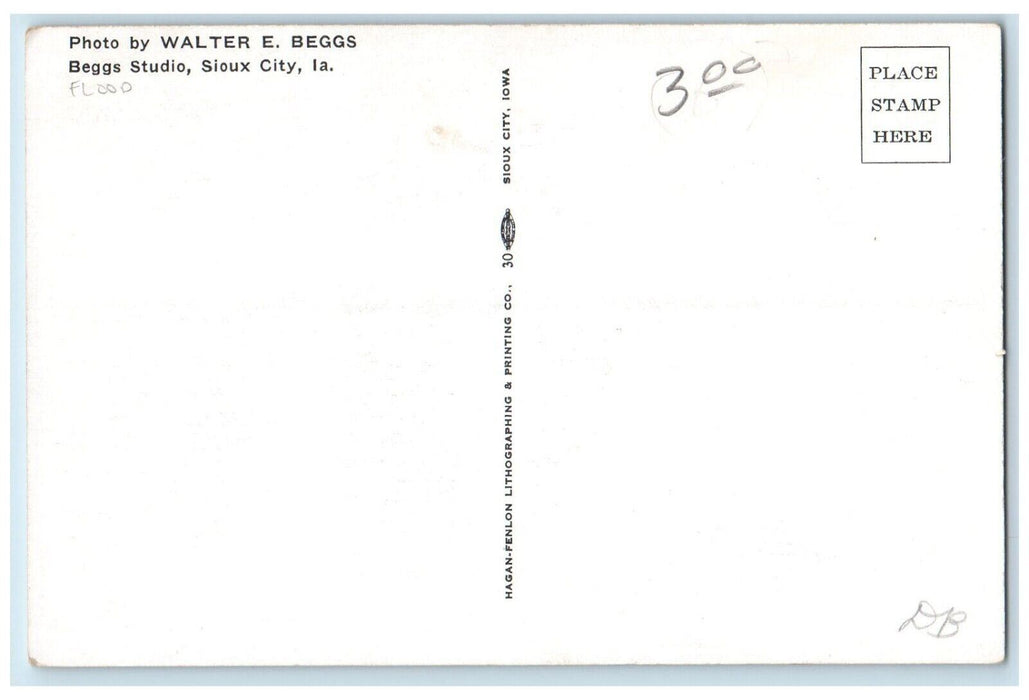 Photo by WALTER E. BEGGS
Beggs Studio, Sioux City, Ia.
FLOOD
3.00
PLACE
STAMP
HERE
HAGAN-FENLON LITHOGRAPHING & PRINTING CO., 30 SIOUX CITY, IOWA
DB